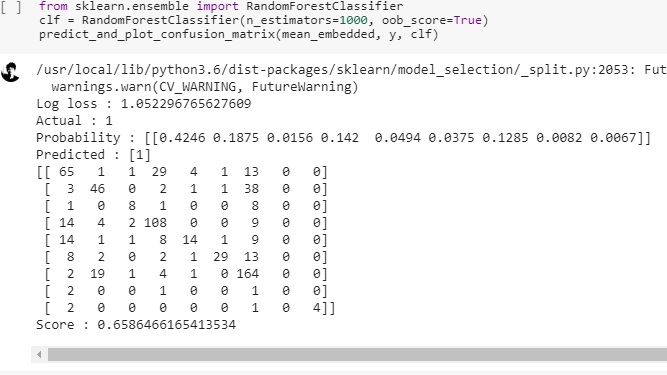 [ ] from sklearn.ensemble import RandomForestClassifier
clf = RandomForestClassifier(n_estimators=1000, oob_score=True)
predict_and_plot_confusion_matrix(mean_embedded, y, clf)
/usr/local/lib/python3.6/dist-packages/sklearn/model_selection/_split.py:2053: Fut
warnings.warn(CV_WARNING, FutureWarning)
Log loss : 1.052296765627609
Actual : 1
Probability : [[0.4246 0.1875 0.0156 0.142  0.0494 0.0375 0.1285 0.0082 0.0067]]
Predicted : [1]
[[ 65   1   1  29   4   1  13   0   0]
[  3  46   0   2   1   1  38   0   0]
[  1   0   8   1   0   0   8   0   0]
[ 14   4   2 108   0   0   9   0   0]
[ 14   1   1   8  14   1   9   0   0]
[  8   2   0   2   1  29  13   0   0]
[  2  19   1   4   1   0 164   0   0]
[  2   0   0   1   0   0   1   0   0]
[  2   0   0   0   0   0   1   0   4]]
Score : 0.6586466165413534